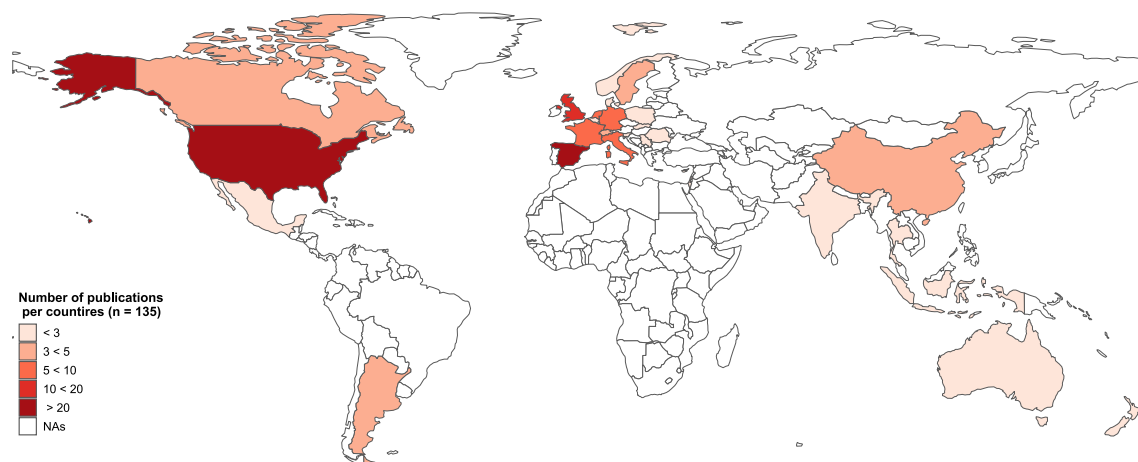 Number of publications
per countires (n = 135)
< 3
3 < 5
5 < 10
10 < 20
> 20
NAs